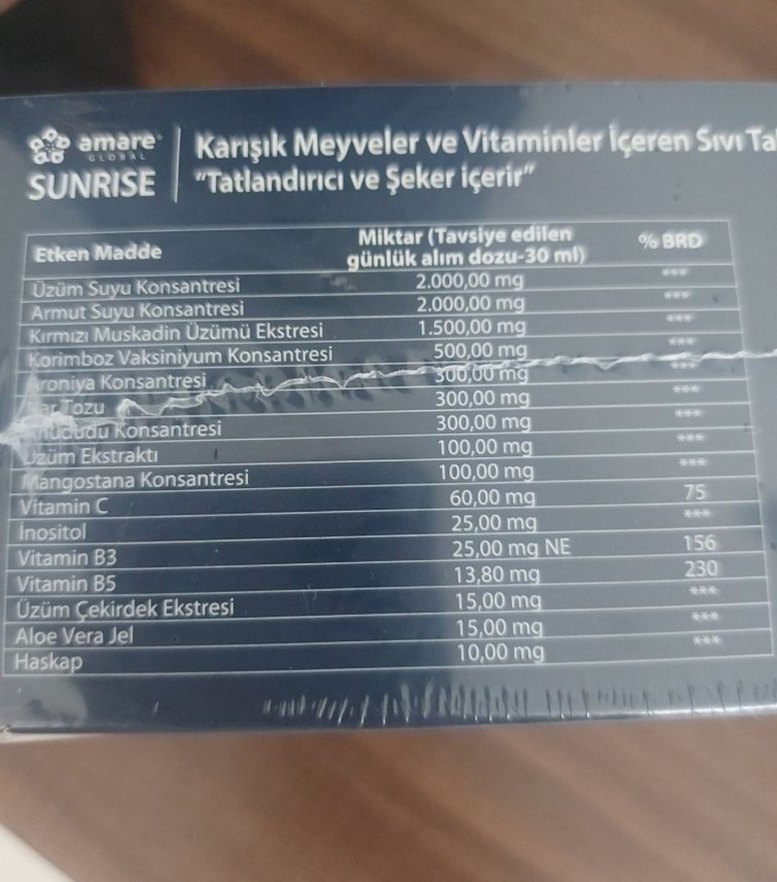 amare
GLOBAL
SUNRISE
Karışık Meyveler ve Vitaminler İçeren Sıvı Ta
"Tatlandırıcı ve Şeker içerir"
Etken Madde Miktar (Tavsiye edilen günlük alım dozu-30 ml) % BRD
Üzüm Suyu Konsantresi 2.000,00 mg ***
Armut Suyu Konsantresi 2.000,00 mg ***
Kırmızı Muskadin Üzümü Ekstresi 1.500,00 mg ***
Korimboz Vaksiniyum Konsantresi 500,00 mg ***
Aroniya Konsantresi 300,00 mg ***
Tozu 300,00 mg ***
Konsantresi 300,00 mg ***
Üzüm Ekstraktı 100,00 mg ***
Mangostana Konsantresi 100,00 mg ***
Vitamin C 60,00 mg 75
İnositol 25,00 mg ***
Vitamin B3 25,00 mg NE 156
Vitamin B5 13,80 mg 230
Üzüm Çekirdek Ekstresi 15,00 mg ***
Aloe Vera Jel 15,00 mg ***
Haskap 10,00 mg ***